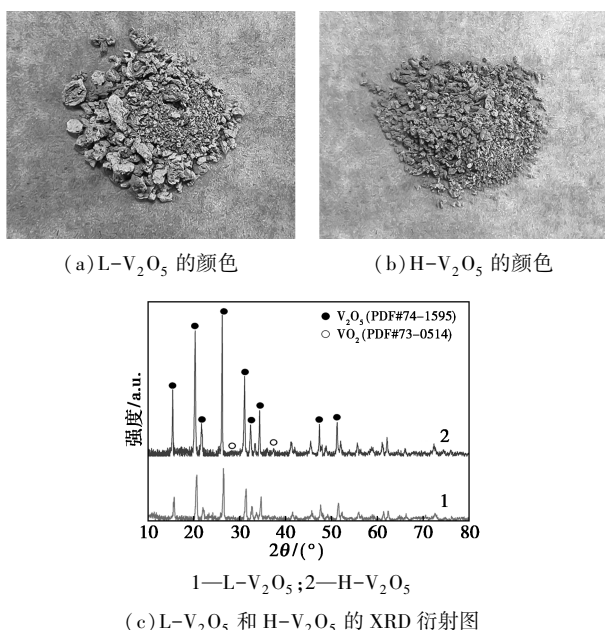 (a)L-V₂O₅ 的颜色
(b)H-V₂O₅ 的颜色
● V₂O₅(PDF#74-1595)
○ VO₂(PDF#73-0514)
强度/a.u.
2
1
10 20 30 40 50 60 70 80
2θ/(°)
1—L-V₂O₅;2—H-V₂O₅
(c)L-V₂O₅ 和 H-V₂O₅ 的 XRD 衍射图